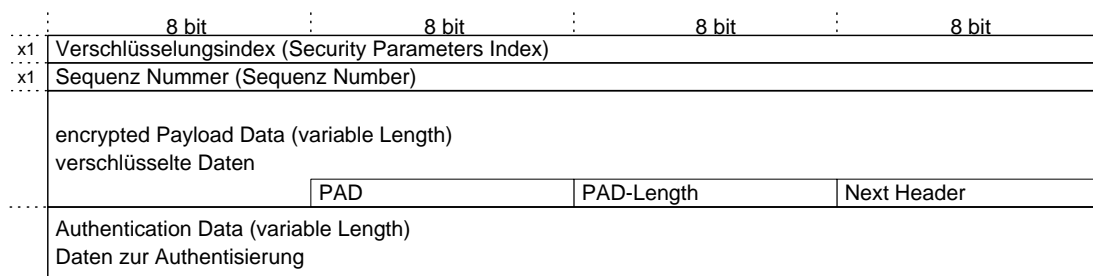 8 bit 8 bit 8 bit 8 bit
x1 Verschlüsselungsindex (Security Parameters Index)
x1 Sequenz Nummer (Sequenz Number)
encrypted Payload Data (variable Length)
verschlüsselte Daten
PAD PAD-Length Next Header
Authentication Data (variable Length)
Daten zur Authentisierung